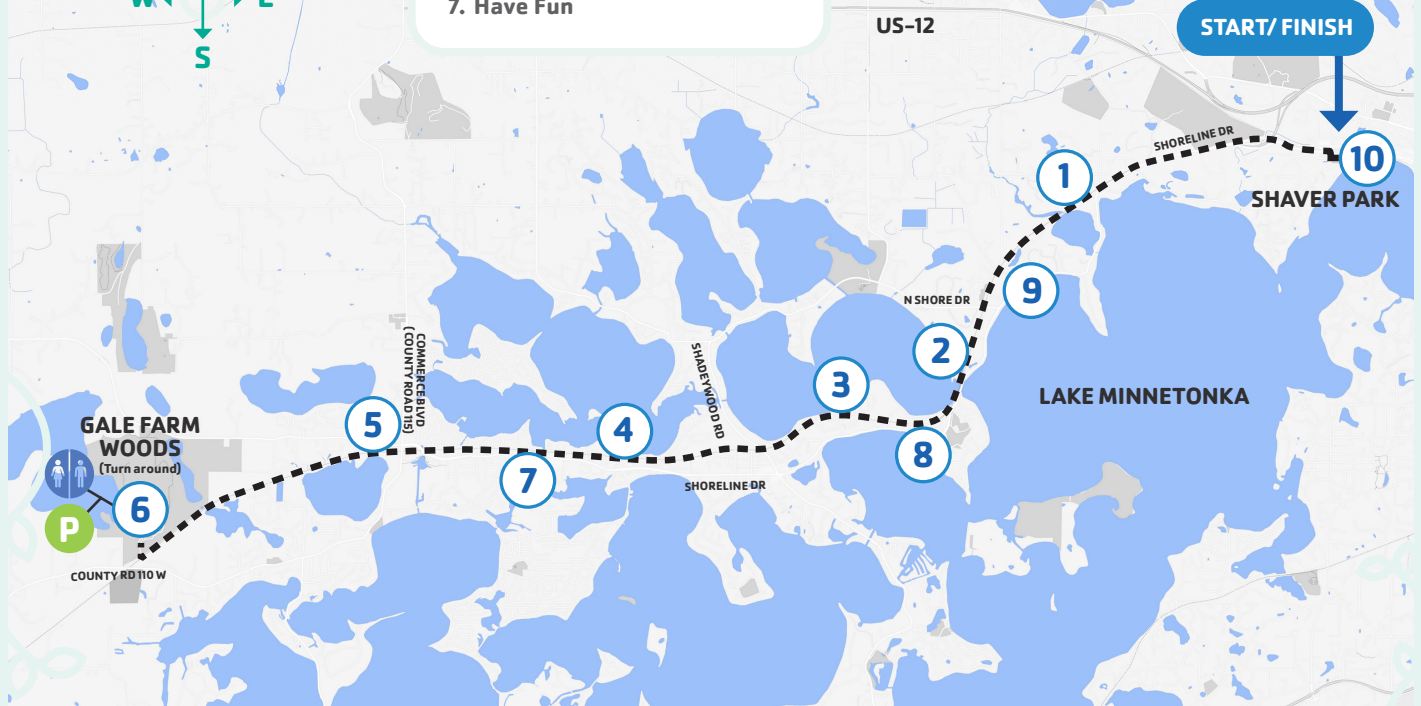 W
E
S
7. Have Fun
US-12
START/ FINISH
SHORELINE DR
10
SHAVER PARK
1
9
N SHORE DR
2
3
8
LAKE MINNETONKA
SHADEYWOOD RD
COMMERCE BLVD
(COUNTY ROAD 115)
5
4
7
SHORELINE DR
GALE FARM
WOODS
(Turn around)
6
P
COUNTY RD 110 W